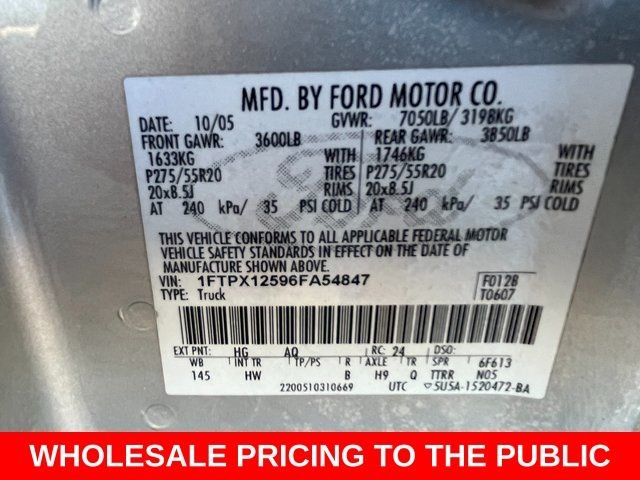 MFD. BY FORD MOTOR CO.
DATE: 10/05 GVWR: 7050LB/ 3198KG
FRONT GAWR: 3600LB REAR GAWR: 3850LB
1633KG WITH 1746KG WITH
P275/55R20 TIRES P275/55R20 TIRES
20x8.5J RIMS 20x8.5J RIMS
AT 240 kPa/ 35 PSI COLD AT 240 kPa/ 35 PSI COLD
THIS VEHICLE CONFORMS TO ALL APPLICABLE FEDERAL MOTOR
VEHICLE SAFETY STANDARDS IN EFFECT ON THE DATE OF
MANUFACTURE SHOWN ABOVE.
VIN: 1FTPX12596FA54847 F0128
TYPE: Truck T0607
EXT PNT: HG AQ RC: 24 DSO:
WB INT TR TP/PS R AXLE TR SPR 6F613
145 HW B H9 Q TTRR N05
2200510310669 UTC 5U5A-1520472-BA
WHOLESALE PRICING TO THE PUBLIC